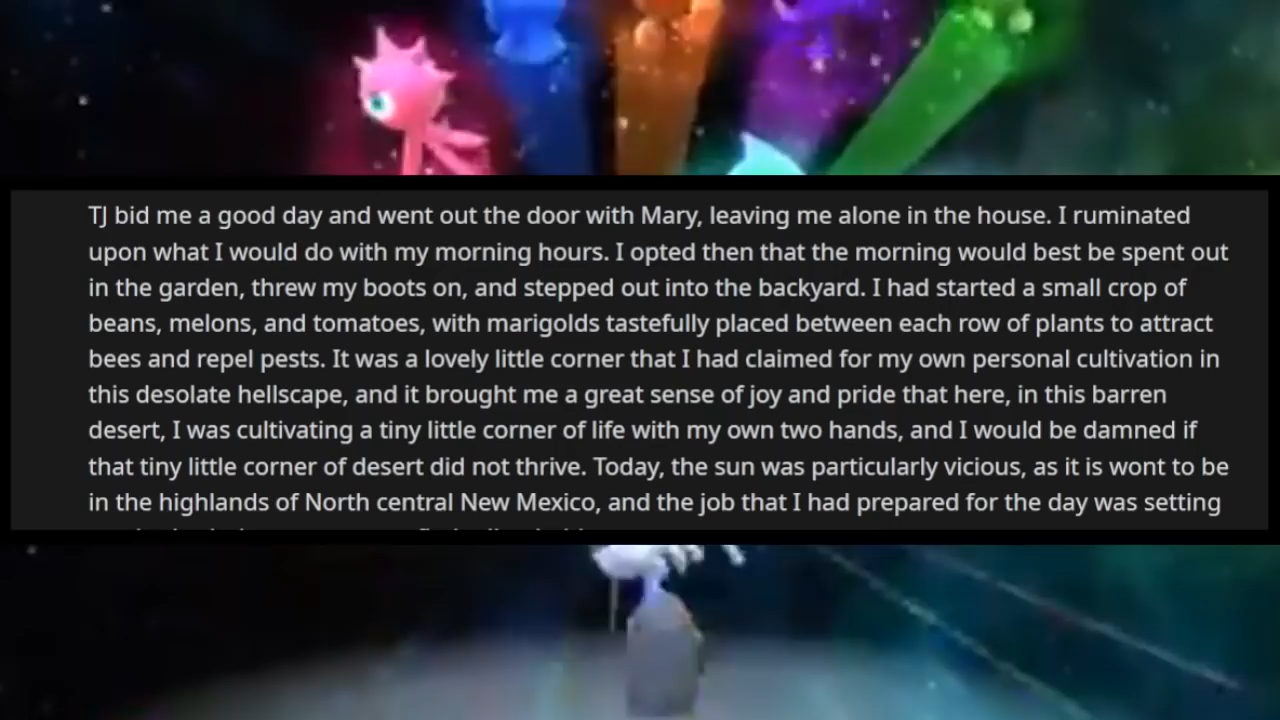 TJ bid me a good day and went out the door with Mary, leaving me alone in the house. I ruminated
upon what I would do with my morning hours. I opted then that the morning would best be spent out
in the garden, threw my boots on, and stepped out into the backyard. I had started a small crop of
beans, melons, and tomatoes, with marigolds tastefully placed between each row of plants to attract
bees and repel pests. It was a lovely little corner that I had claimed for my own personal cultivation in
this desolate hellscape, and it brought me a great sense of joy and pride that here, in this barren
desert, I was cultivating a tiny little corner of life with my own two hands, and I would be damned if
that tiny little corner of desert did not thrive. Today, the sun was particularly vicious, as it is wont to be
in the highlands of North central New Mexico, and the job that I had prepared for the day was setting